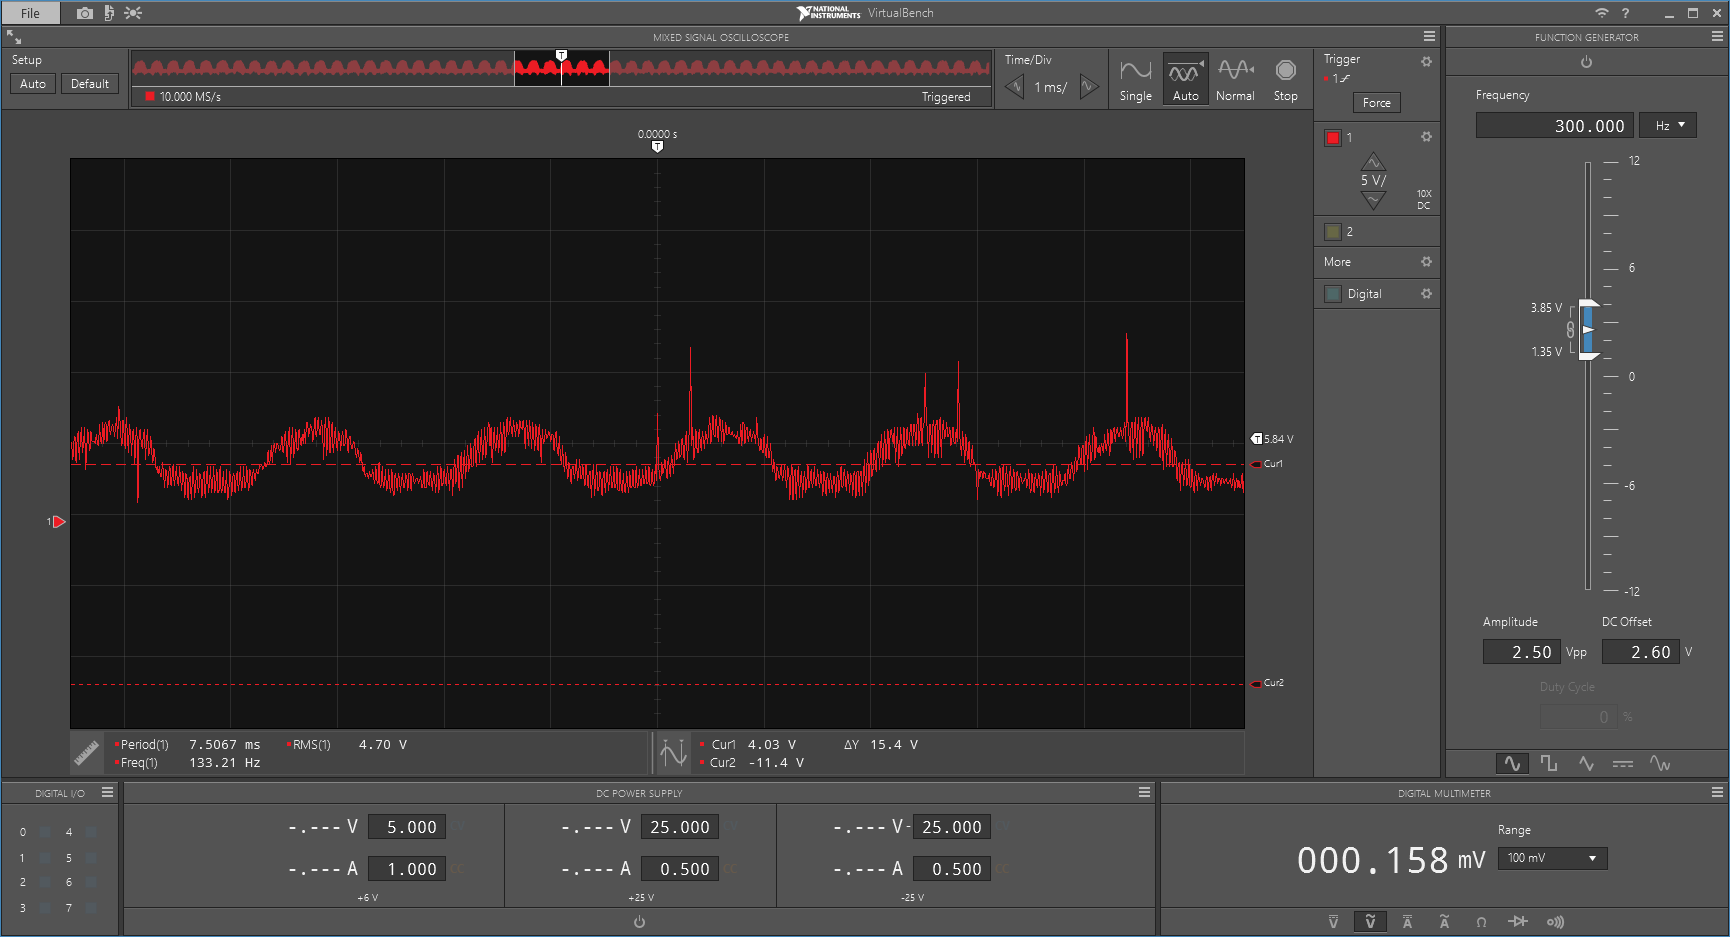 File
NATIONAL INSTRUMENTS VirtualBench
?
MIXED SIGNAL OSCILLOSCOPE
Setup
Auto
Default
T
10.000 MS/s
Triggered
Time/Div
1 ms/
Single
Auto
Normal
Stop
Trigger
1
Force
0.0000 s
T
1
5 V/
10X
DC
2
More
Digital
T 5.84 V
Cur1
1
Cur2
Period(1) 7.5067 ms RMS(1) 4.70 V
Freq(1) 133.21 Hz
Cur1 4.03 V ΔY 15.4 V
Cur2 -11.4 V
FUNCTION GENERATOR
Frequency
300.000 Hz
12
6
3.85 V
1.35 V
0
-6
-12
Amplitude DC Offset
2.50 Vpp 2.60 V
Duty Cycle
0 %
DIGITAL I/O
0 4
1 5
2 6
3 7
DC POWER SUPPLY
-.--- V 5.000
-.--- A 1.000 CC
+6 V
-.--- V 25.000
-.--- A 0.500 CC
+25 V
-.--- V -25.000
-.--- A 0.500 CC
-25 V
DIGITAL MULTIMETER
Range
000.158 mV 100 mV
V V A A Ω